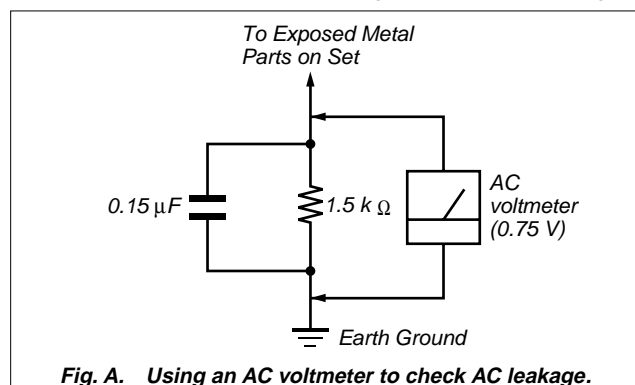 To Exposed Metal
Parts on Set
0.15 μF
1.5 k Ω
AC
voltmeter
(0.75 V)
Earth Ground
Fig. A. Using an AC voltmeter to check AC leakage.